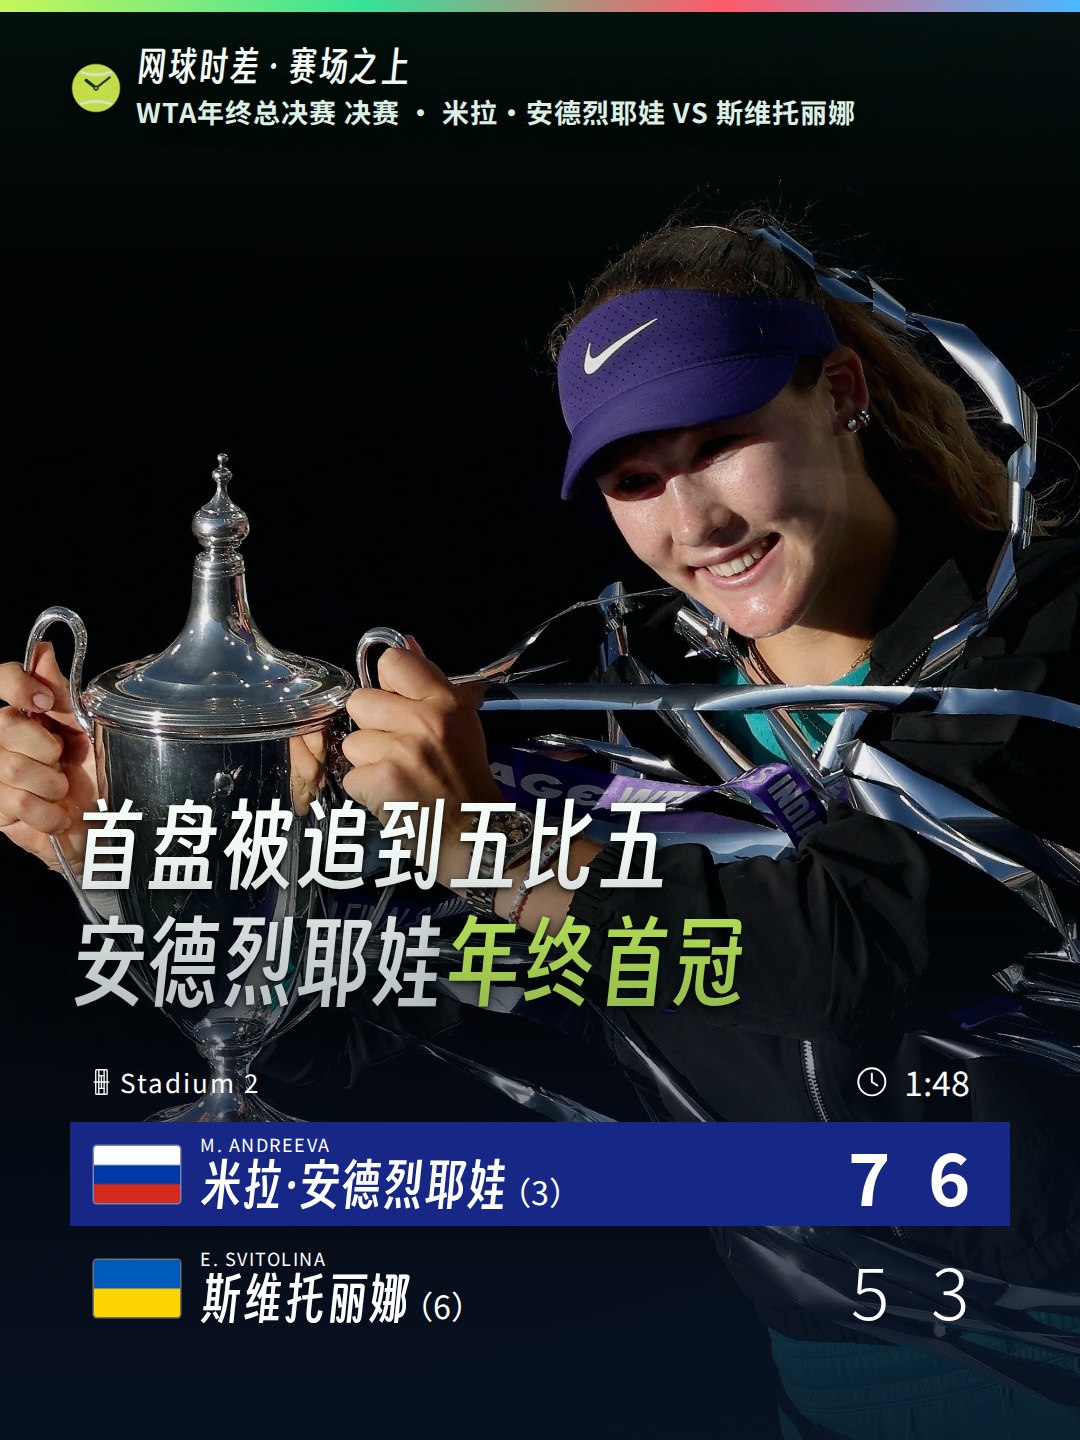 网球时差·赛场之上
WTA年终总决赛 决赛 · 米拉·安德烈耶娃 VS 斯维托丽娜
首盘被追到五比五
安德烈耶娃年终首冠
Stadium 2
1:48
M. ANDREEVA
米拉·安德烈耶娃 (3)
7 6
E. SVITOLINA
斯维托丽娜 (6)
5 3